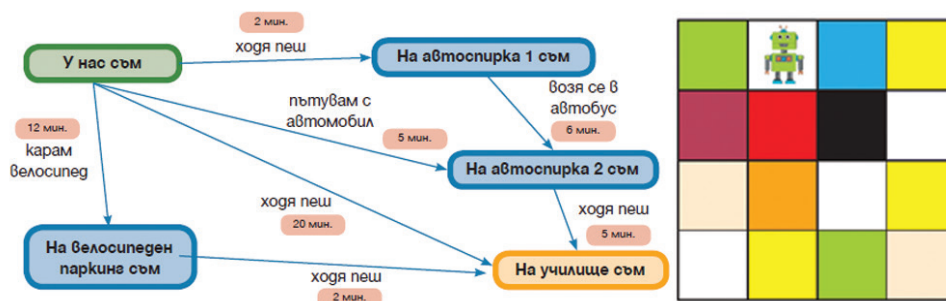 2 мин.
ходя пеш
У нас съм
На автоспирка 1 съм
пътувам с
автомобил
возя се в
автобус
12 мин.
5 мин.
6 мин.
карам
велосипед
На автоспирка 2 съм
ходя пеш
20 мин.
ходя пеш
5 мин.
На велосипеден
паркинг съм
На училище съм
ходя пеш
2 мин.